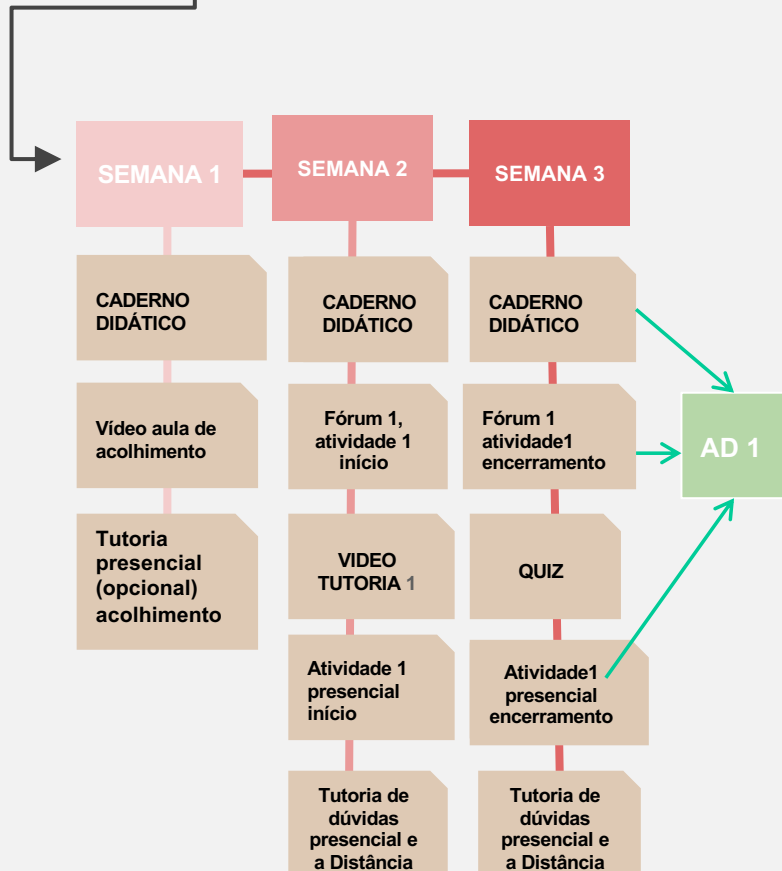 SEMANA 1
SEMANA 2
SEMANA 3
CADERNO
DIDÁTICO
Vídeo aula de
acolhimento
Tutoria
presencial
(opcional)
acolhimento
CADERNO
DIDÁTICO
Fórum 1,
atividade 1
início
VIDEO
TUTORIA 1
Atividade 1
presencial
início
Tutoria de
dúvidas
presencial e
a Distância
CADERNO
DIDÁTICO
Fórum 1
atividade1
encerramento
QUIZ
Atividade1
presencial
encerramento
Tutoria de
dúvidas
presencial e
a Distância
AD 1